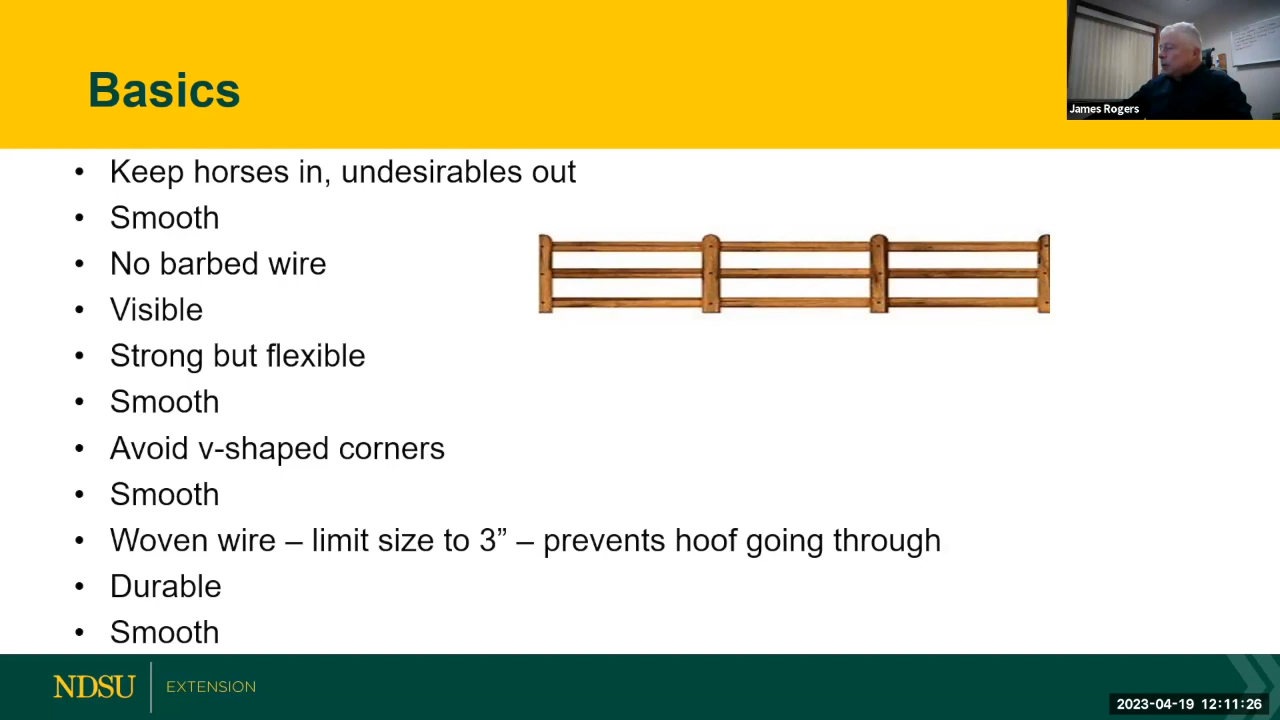 Basics
James Rogers
• Keep horses in, undesirables out
• Smooth
• No barbed wire
• Visible
• Strong but flexible
• Smooth
• Avoid v-shaped corners
• Smooth
• Woven wire – limit size to 3” – prevents hoof going through
• Durable
• Smooth
NDSU EXTENSION
2023-04-19 12:11:26